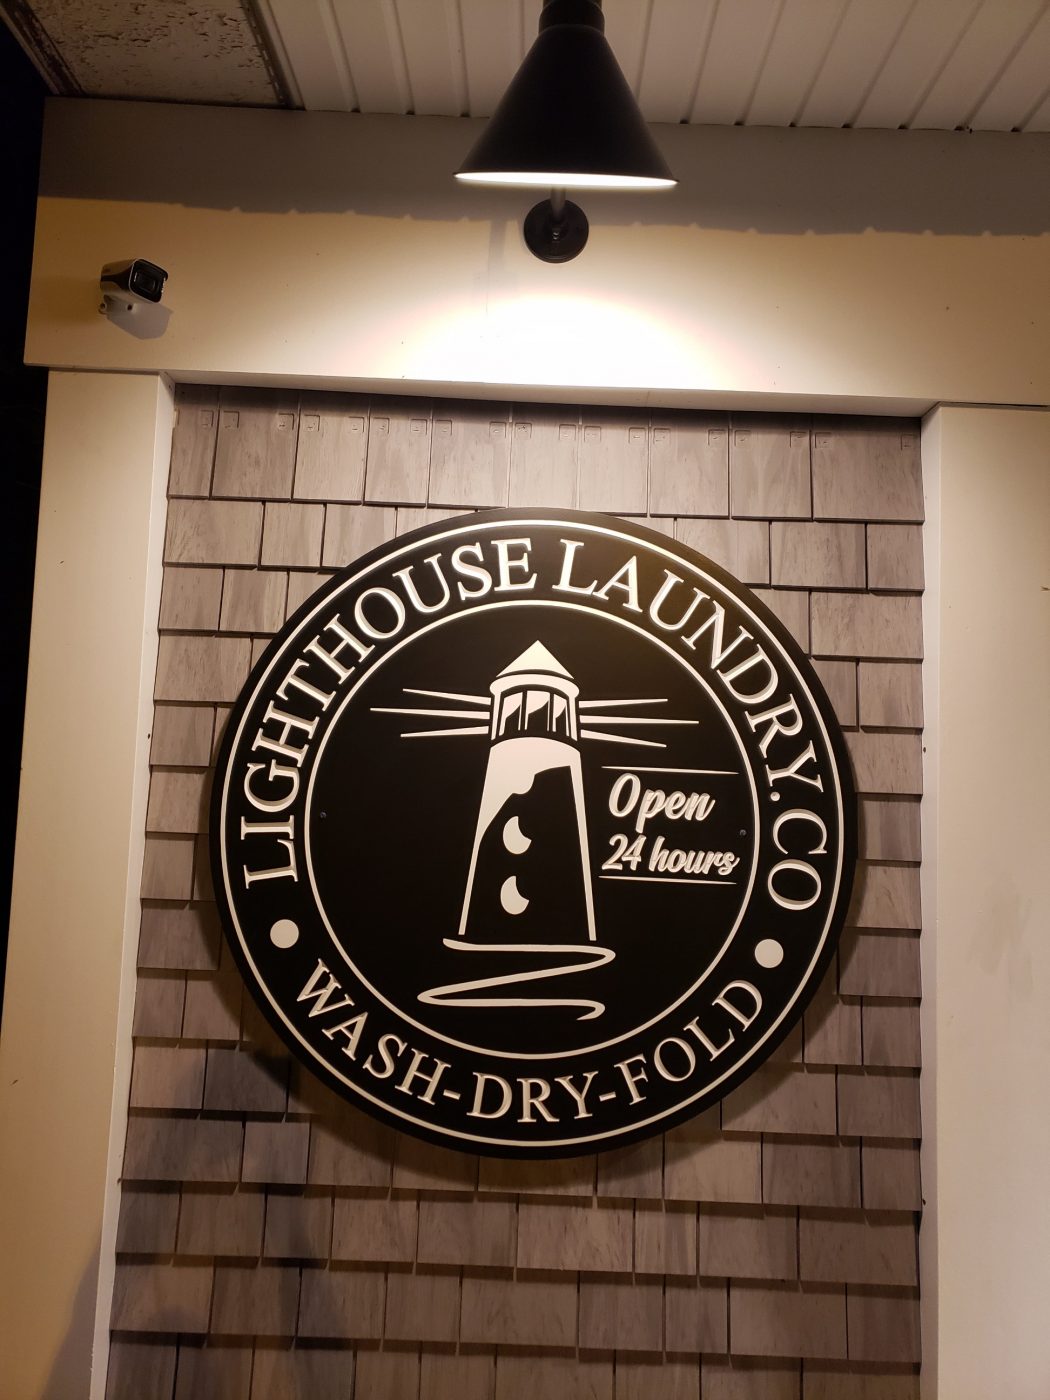 LIGHTHOUSE LAUNDRY.CO
Open
24 hours
WASH-DRY-FOLD